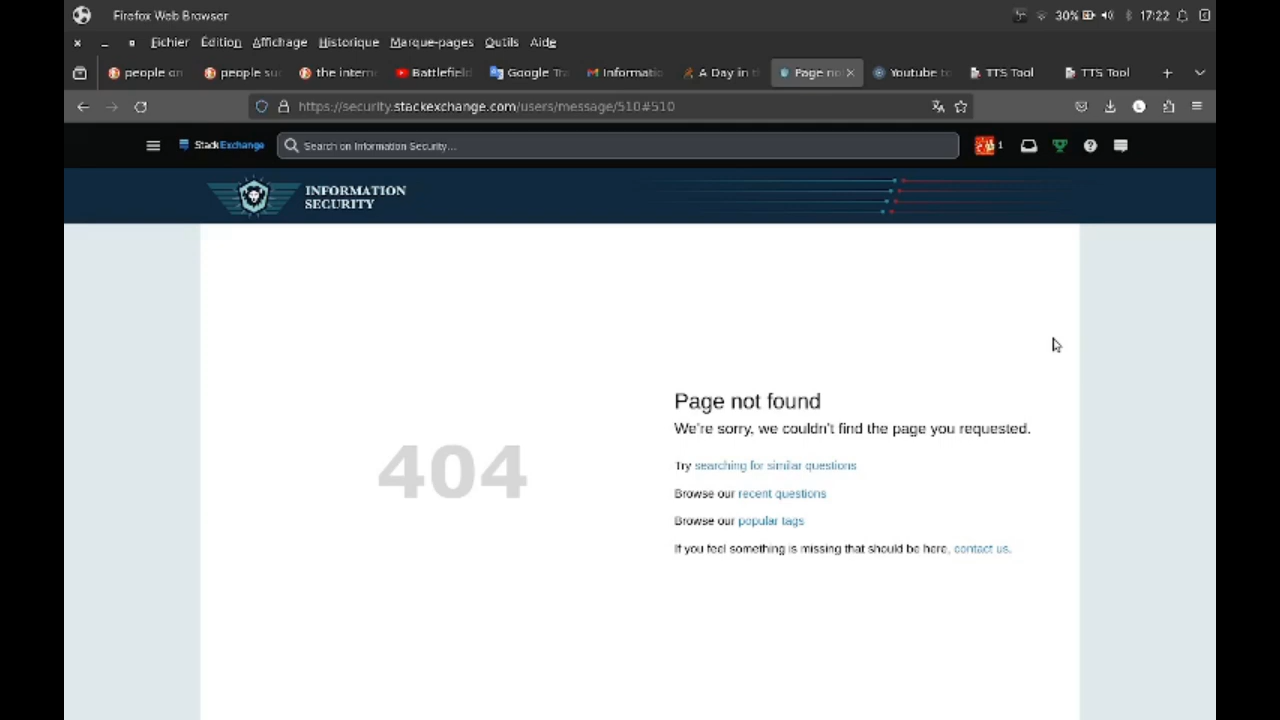 Firefox Web Browser
30%
17:22
Fichier Édition Affichage Historique Marque-pages Outils Aide
people on
people su
the intern
Battlefield
Google Tra
M Informatio
A Day in t
Page no
Youtube to
TTS Tool
TTS Tool
https://security.stackexchange.com/users/message/510#510
StackExchange
Search on Information Security...
1
INFORMATION
SECURITY
404
Page not found
We're sorry, we couldn't find the page you requested.
Try searching for similar questions
Browse our recent questions
Browse our popular tags
If you feel something is missing that should be here, contact us.